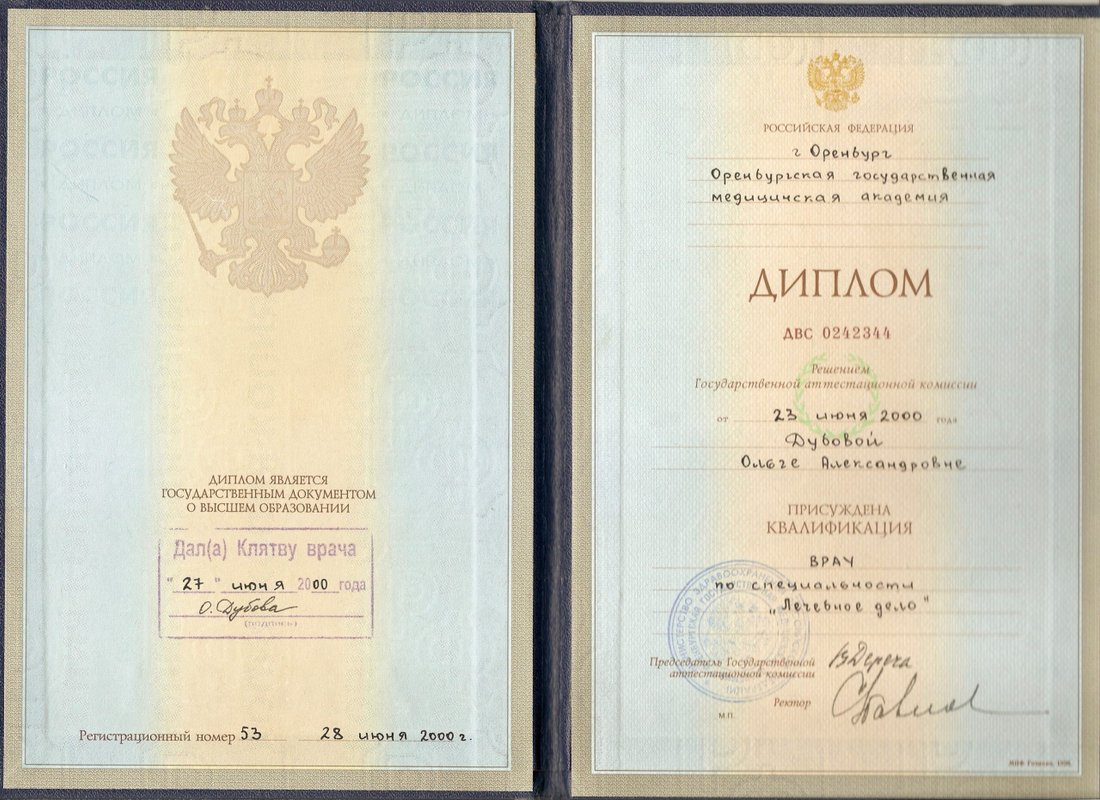 ДИПЛОМ ЯВЛЯЕТСЯ
ГОСУДАРСТВЕННЫМ ДОКУМЕНТОМ
О ВЫСШЕМ ОБРАЗОВАНИИ
Дал(а) Клятву врача
"27" июня 2000 года
О. Дубова
(подпись)
Регистрационный номер 53 28 июня 2000 г.
РОССИЙСКАЯ ФЕДЕРАЦИЯ
г Оренбург
Оренбургская государственная
медицинская академия
ДИПЛОМ
ДВС 0242344
Решением
Государственной аттестационной комиссии
от 23 июня 2000 года
Дубовой
Ольге Александровне
ПРИСУЖДЕНА
КВАЛИФИКАЦИЯ
ВРАЧ
по специальности
„Лечебное дело"
Председатель Государственной
аттестационной комиссии
Ректор
М.П.